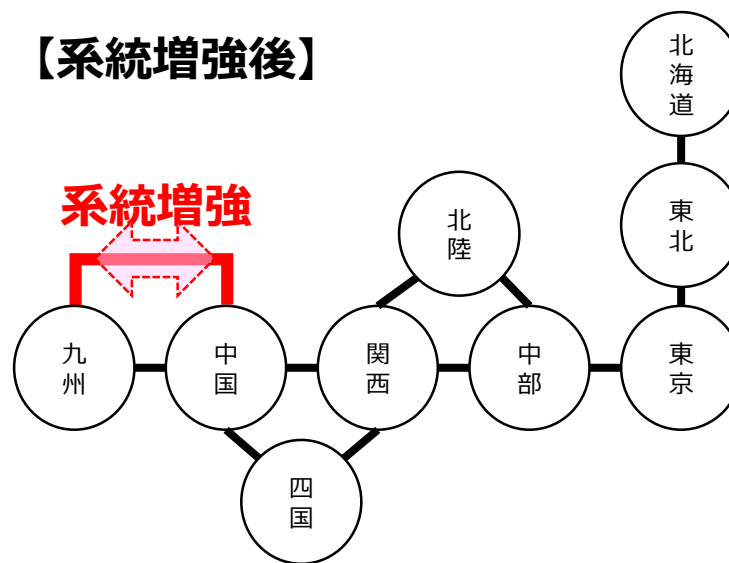 【系統増強後】
北海道
系統増強
北陸
東北
九州
中国
関西
中部
東京
四国